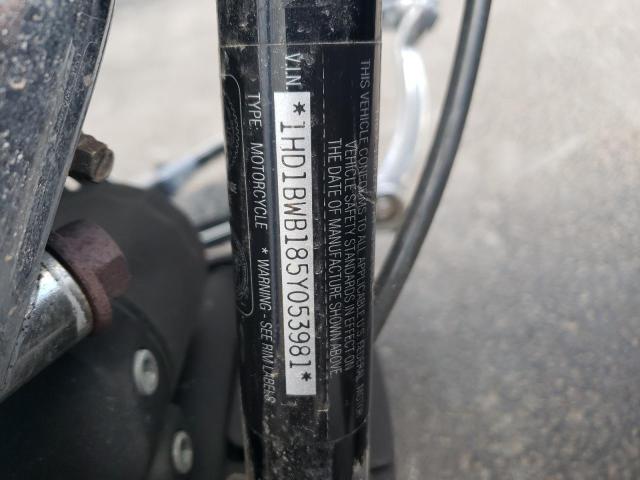 THIS VEHICLE CONFORMS TO ALL APPLICABLE U.S. FEDERAL MOTOR
VEHICLE SAFETY STANDARDS IN EFFECT ON
THE DATE OF MANUFACTURE SHOWN ABOVE
VIN *1HD1BWB185Y053981*
TYPE: MOTORCYCLE * WARNING - SEE RIM LABELS